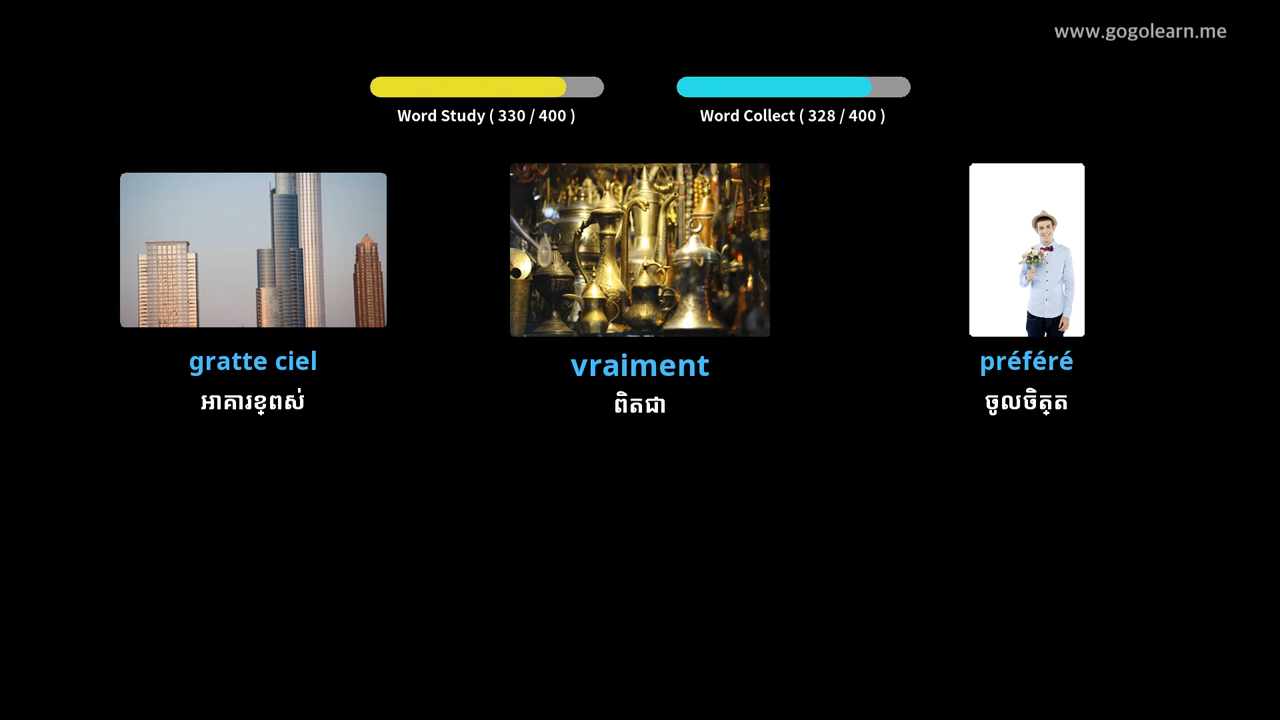 www.gogolearn.me
Word Study ( 330 / 400 )
Word Collect ( 328 / 400 )
gratte ciel
អាគារខ្ពស់
vraiment
ពិតជា
préféré
ចូលចិត្ត